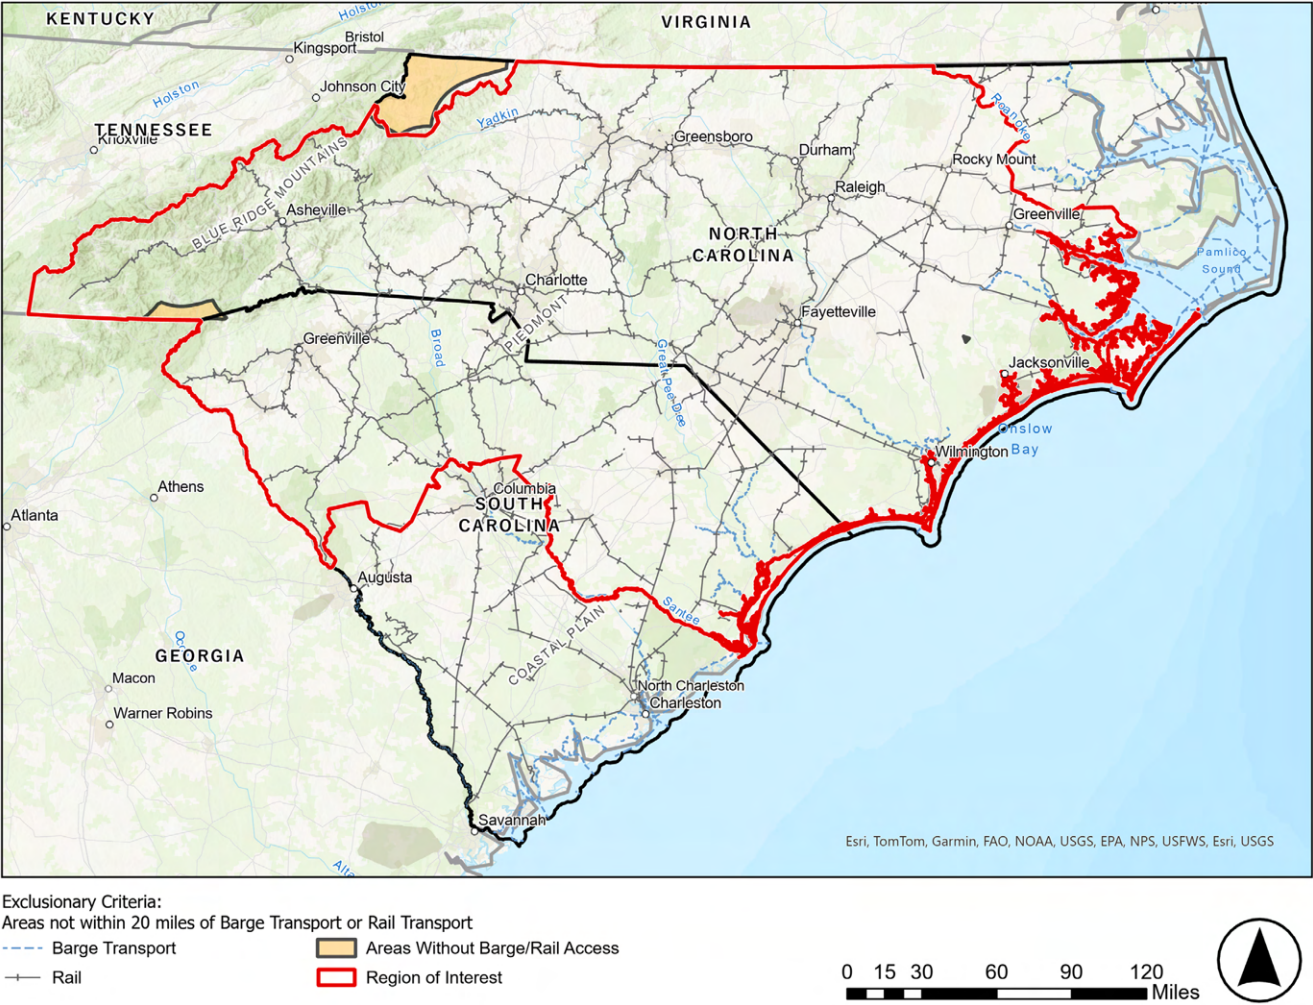 KENTUCKY
VIRGINIA
Holston
Bristol
Kingsport
Johnson City
Holston
TENNESSEE
Knoxville
Yadkin
Roanoke
Greensboro
Durham
Rocky Mount
Raleigh
BLUE RIDGE MOUNTAINS
Asheville
Greenville
NORTH
CAROLINA
Pamlico
Sound
Charlotte
PIEDMONT
Fayetteville
Greenville
Broad
Great Pee Dee
Jacksonville
Onslow
Bay
Wilmington
Athens
Columbia
SOUTH
CAROLINA
Atlanta
Augusta
Santee
COASTAL PLAIN
GEORGIA
Macon
North Charleston
Charleston
Warner Robins
Savannah
Esri, TomTom, Garmin, FAO, NOAA, USGS, EPA, NPS, USFWS, Esri, USGS
Alta
Exclusionary Criteria:
Areas not within 20 miles of Barge Transport or Rail Transport
Barge Transport
Areas Without Barge/Rail Access
Rail
Region of Interest
0 15 30 60 90 120
Miles